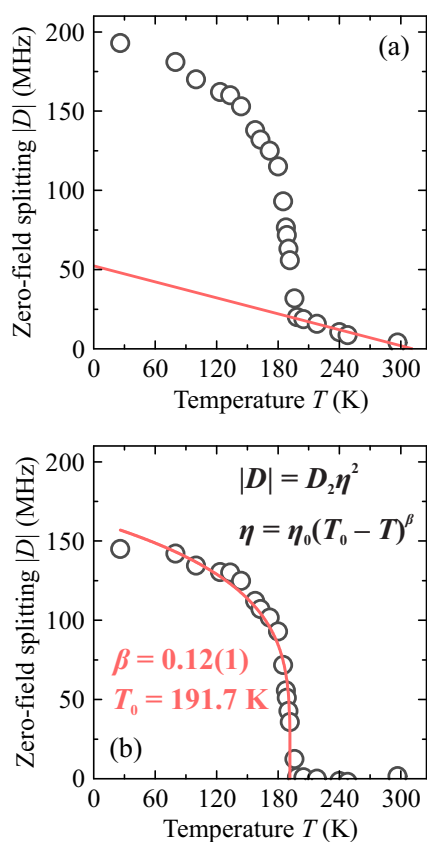 200
(a)
150
100
50
0
Zero-field splitting |D| (MHz)
0 60 120 180 240 300
Temperature T (K)
200
|D| = D₂η²
η = η₀(T₀ – T)^β
150
100
β = 0.12(1)
T₀ = 191.7 K
50
(b)
0
Zero-field splitting |D| (MHz)
0 60 120 180 240 300
Temperature T (K)